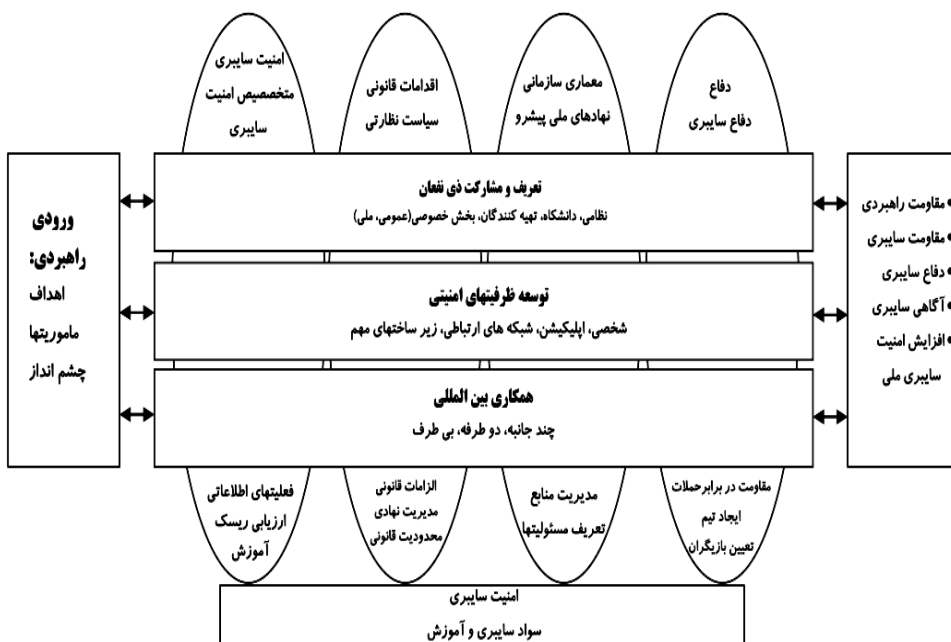 دفاع
دفاع سایبری
معماری سازمانی
نهادهای ملی پیشرو
اقدامات قانونی
سیاست نظارتی
امنیت سایبری
متخصصیص امنیت
سایبری
• مقاومت راهبردی
• مقاومت سایبری
• دفاع سایبری
• آگاهی سایبری
• افزایش امنیت
سایبری ملی
تعریف و مشارکت ذی نفعان
نظامی، دانشگاه، تهیه کنندگان، بخش خصوصی(عمومی، ملی)
توسعه ظرفیتهای امنیتی
شخصی، اپلیکیشن، شبکه های ارتباطی، زیر ساختهای مهم
همکاری بین المللی
چند جانبه، دو طرفه، بی طرف
ورودی
راهبردی:
اهداف
ماموریتها
چشم انداز
مقاومت در برابرحملات
ایجاد تیم
تعیین بازیگران
مدیریت منابع
تعریف مسئولیتها
الزامات قانونی
مدیریت نهادی
محدودیت قانونی
فعلیتهای اطلاعاتی
ارزیابی ریسک
آموزش
امنیت سایبری
سواد سایبری و آموزش